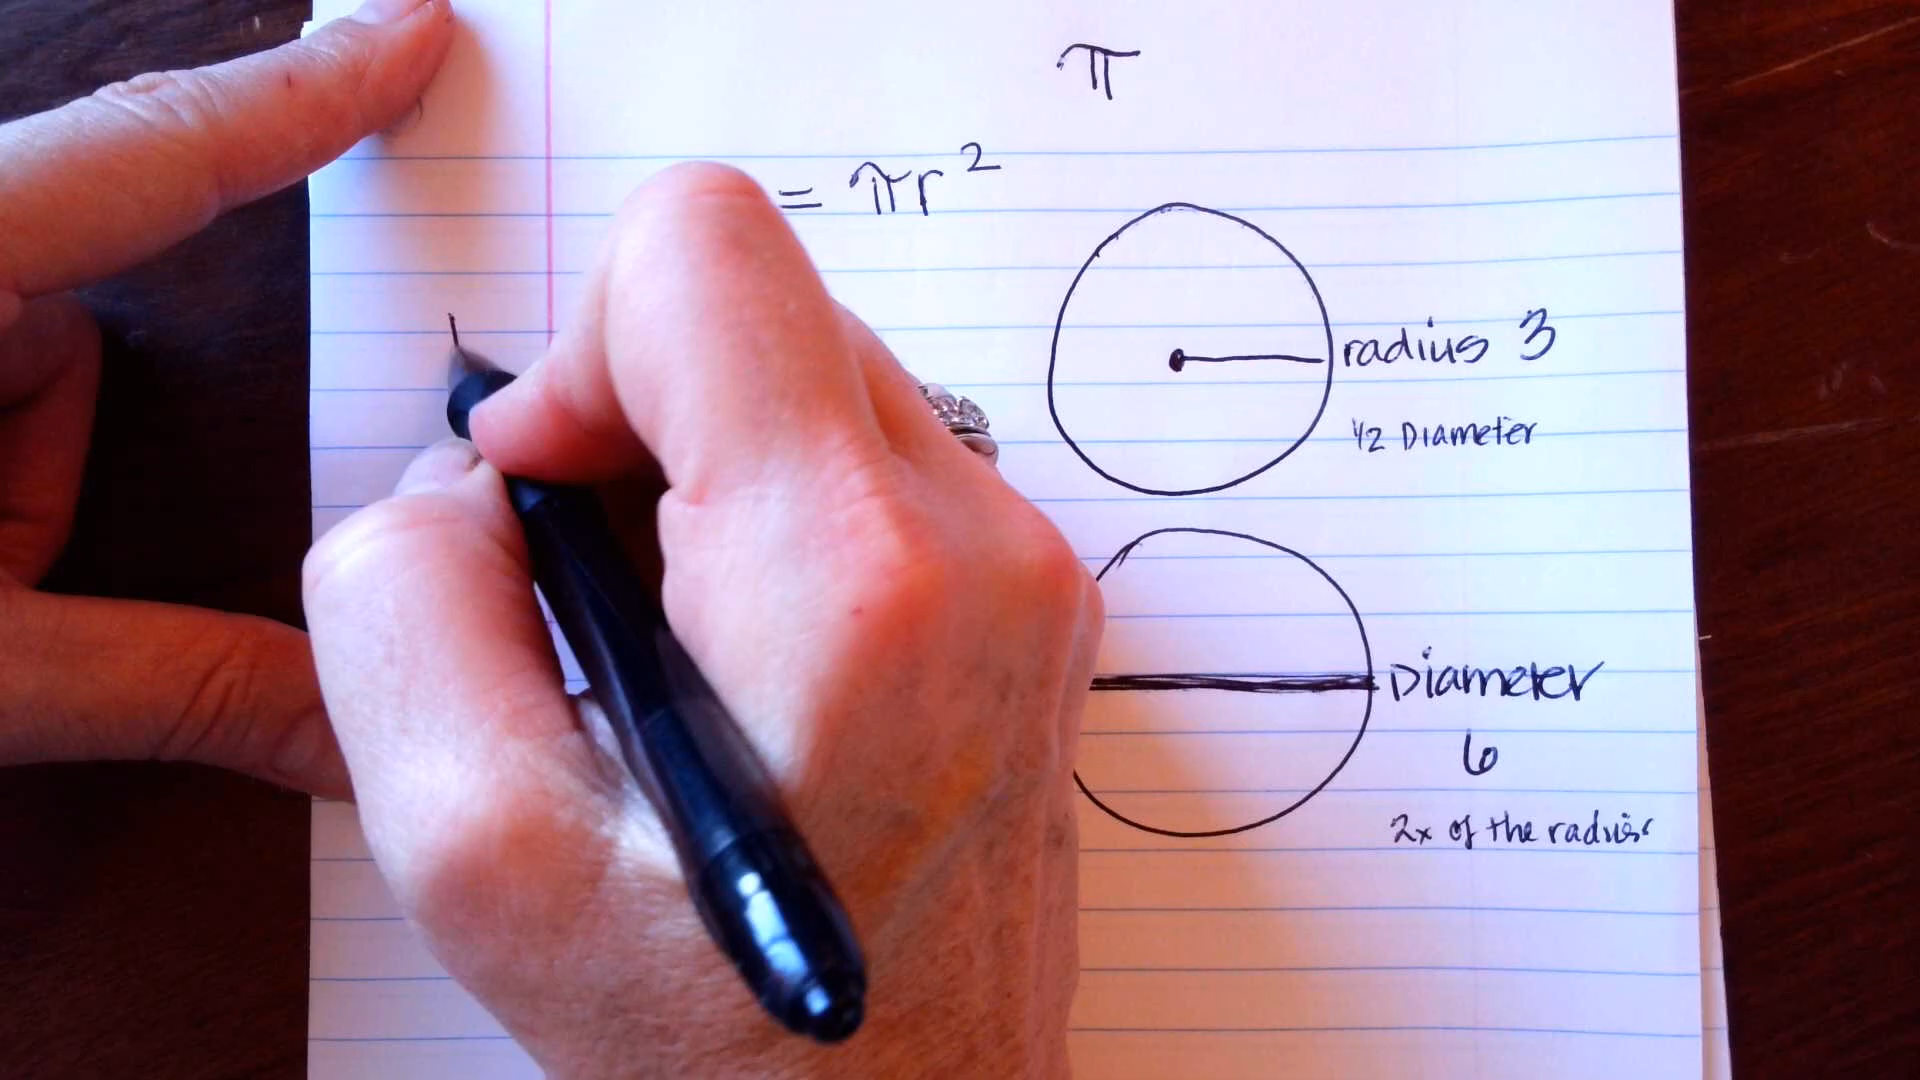 π
= πr²
radius 3
1/2 Diameter
Diameter
6
2x of the radius